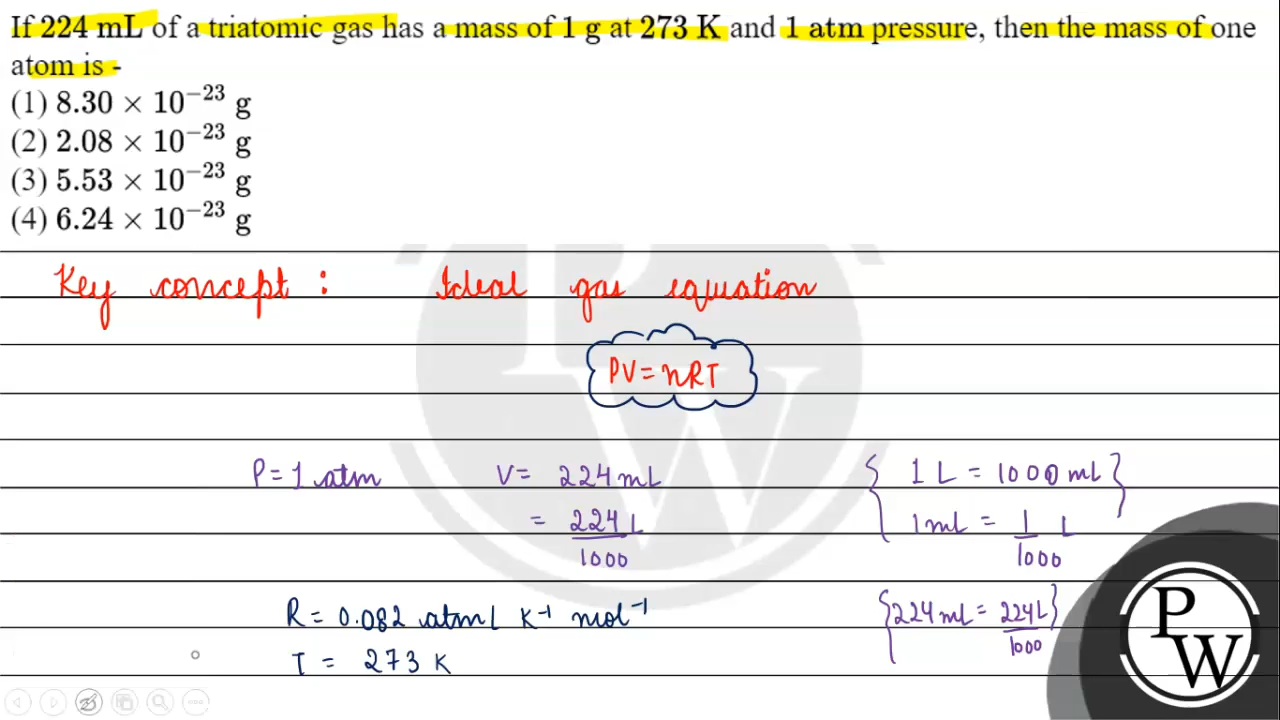 If 224 mL of a triatomic gas has a mass of 1 g at 273 K and 1 atm pressure, then the mass of one
atom is -
(1) 8.30 × 10⁻²³ g
(2) 2.08 × 10⁻²³ g
(3) 5.53 × 10⁻²³ g
(4) 6.24 × 10⁻²³ g
Key concept : Ideal gas equation
PV = nRT
P = 1 atm V = 224 mL { 1 L = 1000 mL }
= 224/1000 L 1 mL = 1/1000 L
R = 0.082 atm L K⁻¹ mol⁻¹ { 224 mL = 224/1000 L }
T = 273 K
PW